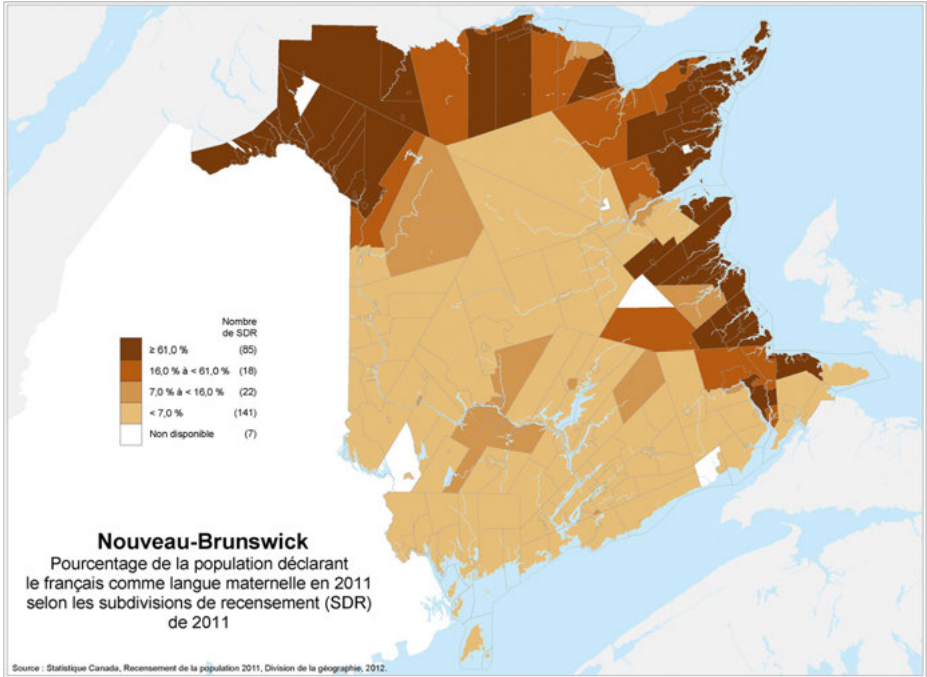 Nombre
de SDR
≥ 61,0 % (85)
16,0 % à < 61,0 % (18)
7,0 % à < 16,0 % (22)
< 7,0 % (141)
Non disponible (7)
Nouveau-Brunswick
Pourcentage de la population déclarant
le français comme langue maternelle en 2011
selon les subdivisions de recensement (SDR)
de 2011
Source : Statistique Canada, Recensement de la population 2011, Division de la géographie, 2012.